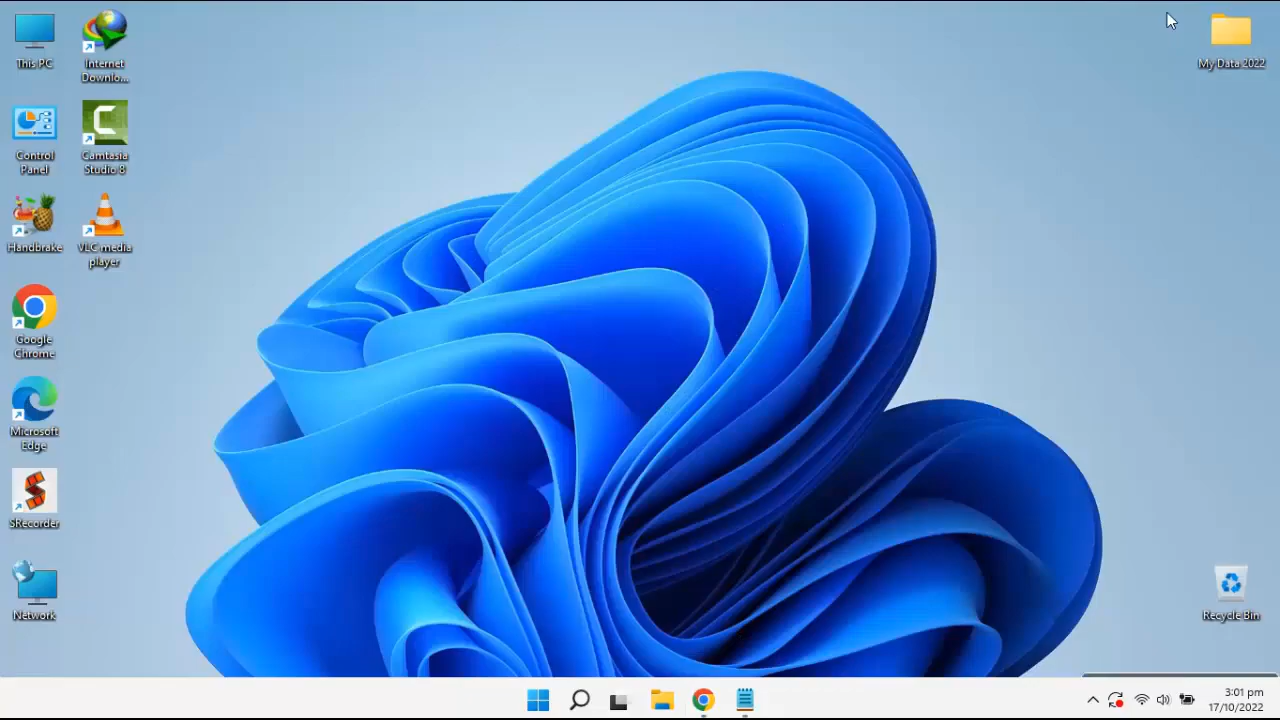 This PC
Internet
Downlo...
Control
Panel
Camtasia
Studio 8
Handbrake
VLC media
player
Google
Chrome
Microsoft
Edge
SRecorder
Network
My Data 2022
Recycle Bin
3:01 pm
17/10/2022